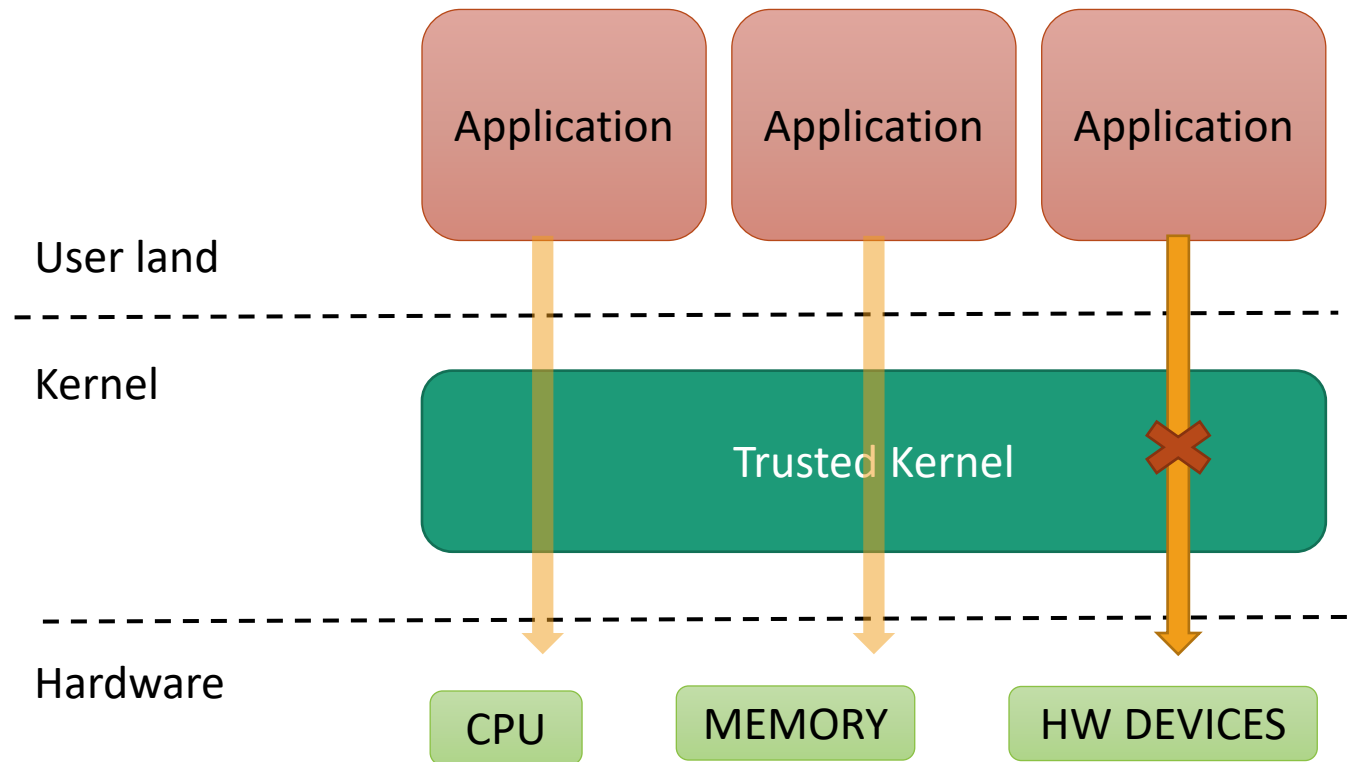 Application
Application
Application
User land
Kernel
Trusted Kernel
Hardware
CPU
MEMORY
HW DEVICES